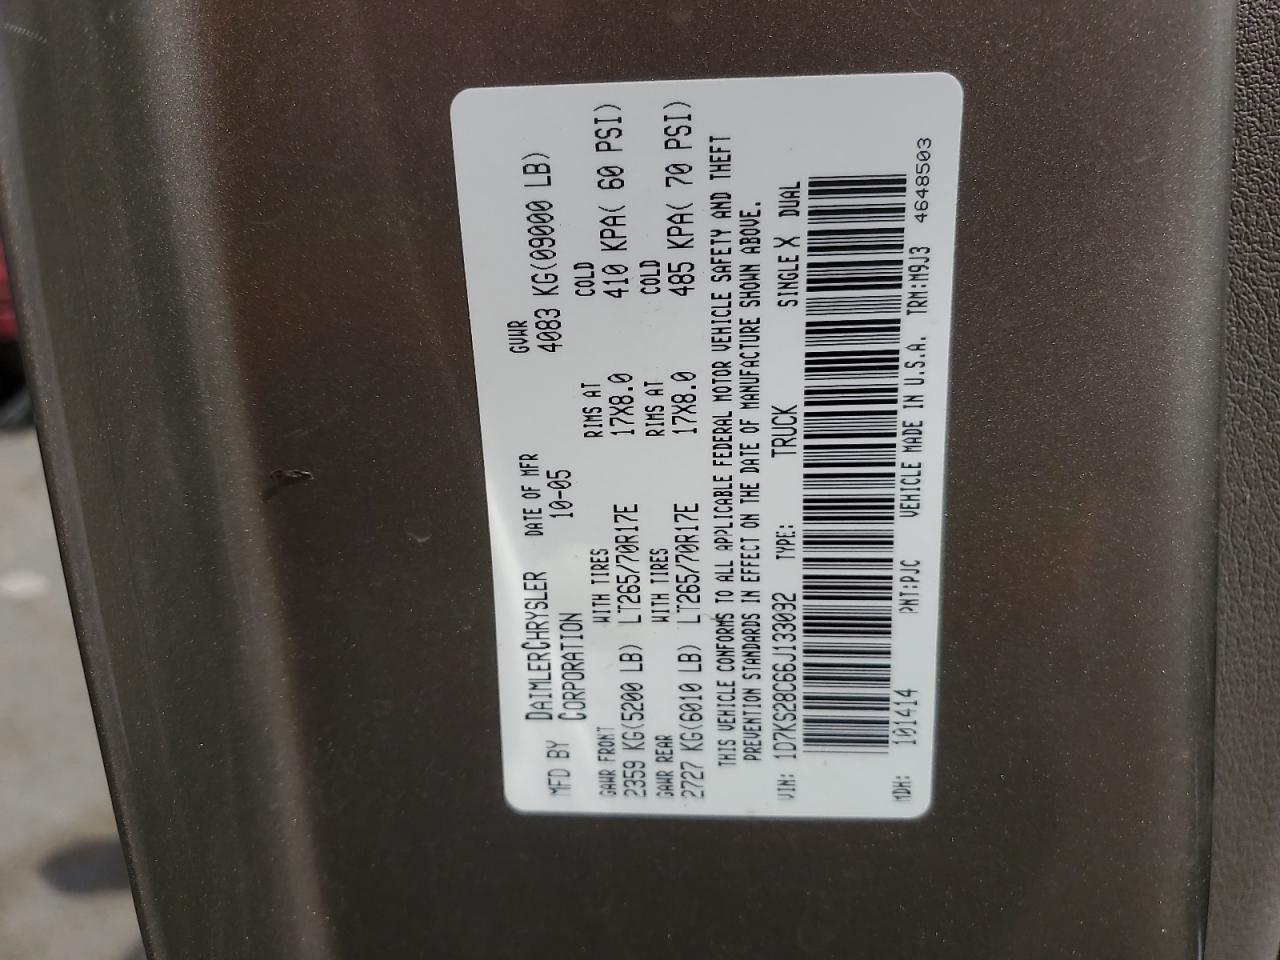 MFD BY DAIMLERCHRYSLER CORPORATION DATE OF MFR 10-05 GVWR 4083 KG(09000 LB)
GAWR FRONT WITH TIRES RIMS AT COLD
2359 KG(5200 LB) LT265/70R17E 17X8.0 410 KPA( 60 PSI)
GAWR REAR WITH TIRES RIMS AT COLD
2727 KG(6010 LB) LT265/70R17E 17X8.0 485 KPA( 70 PSI)
THIS VEHICLE CONFORMS TO ALL APPLICABLE FEDERAL MOTOR VEHICLE SAFETY AND THEFT
PREVENTION STANDARDS IN EFFECT ON THE DATE OF MANUFACTURE SHOWN ABOVE.
VIN: 1D7KS28C66J133092 TYPE: TRUCK SINGLE X DUAL
MDH: 101414 PNT:PJC VEHICLE MADE IN U.S.A. TRM:M9J3 4648503